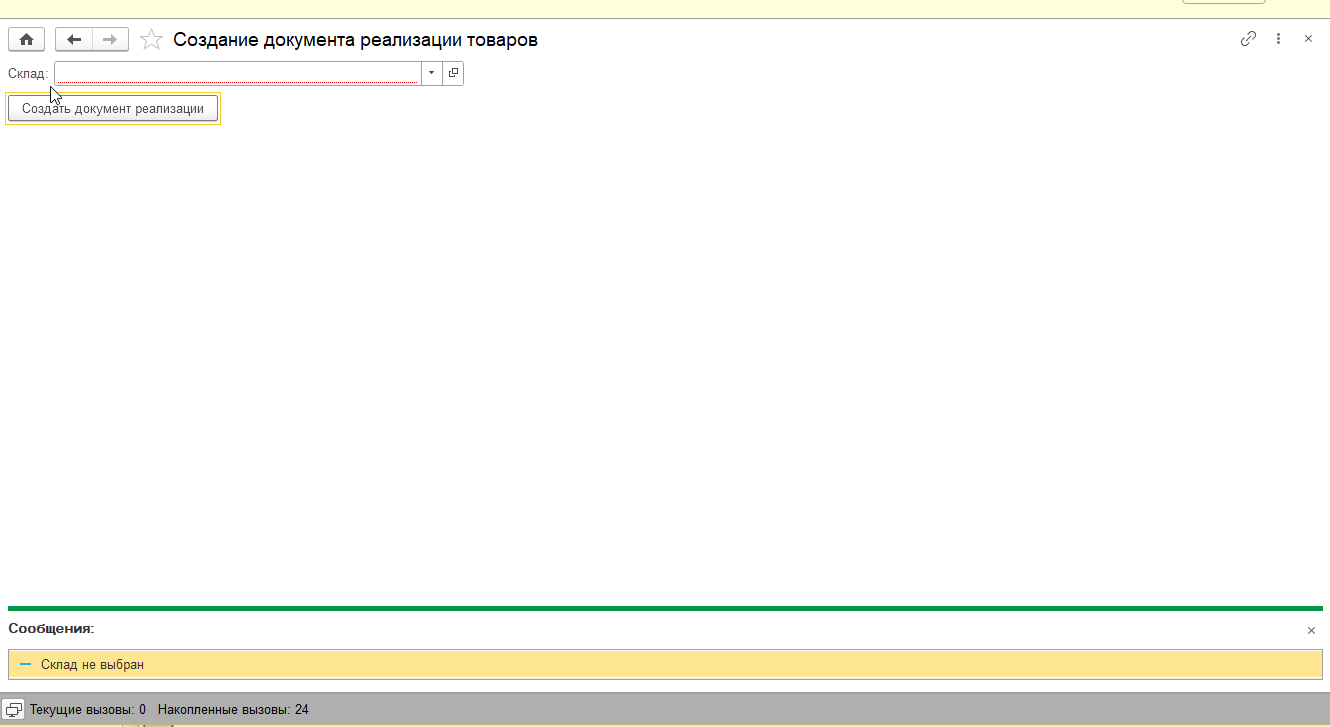 Создание документа реализации товаров
Склад:
Создать документ реализации
Сообщения:
Склад не выбран
Текущие вызовы: 0 Накопленные вызовы: 24